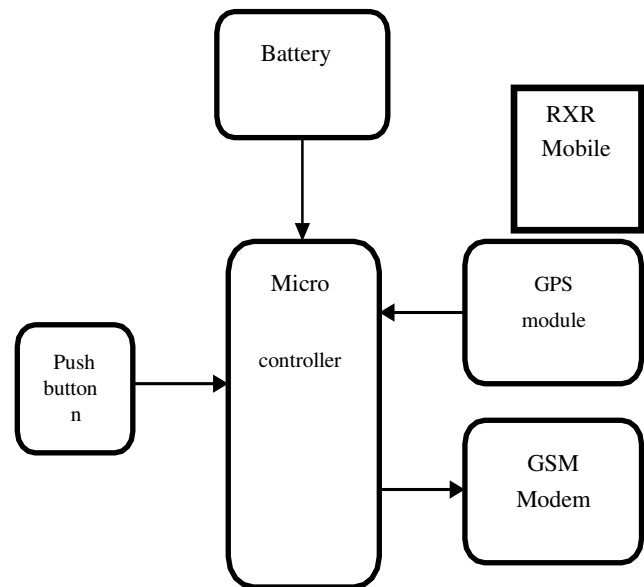 Battery
RXR
Mobile
Micro
controller
GPS
module
Push
button
n
GSM
Modem